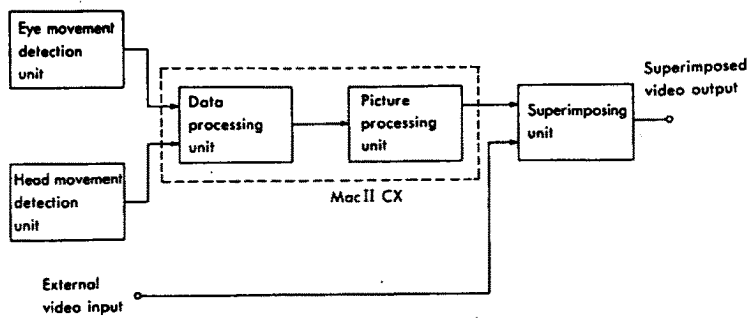 Eye movement
detection
unit
Head movement
detection
unit
Data
processing
unit
Picture
processing
unit
Mac II CX
Superimposing
unit
Superimposed
video output
External
video input